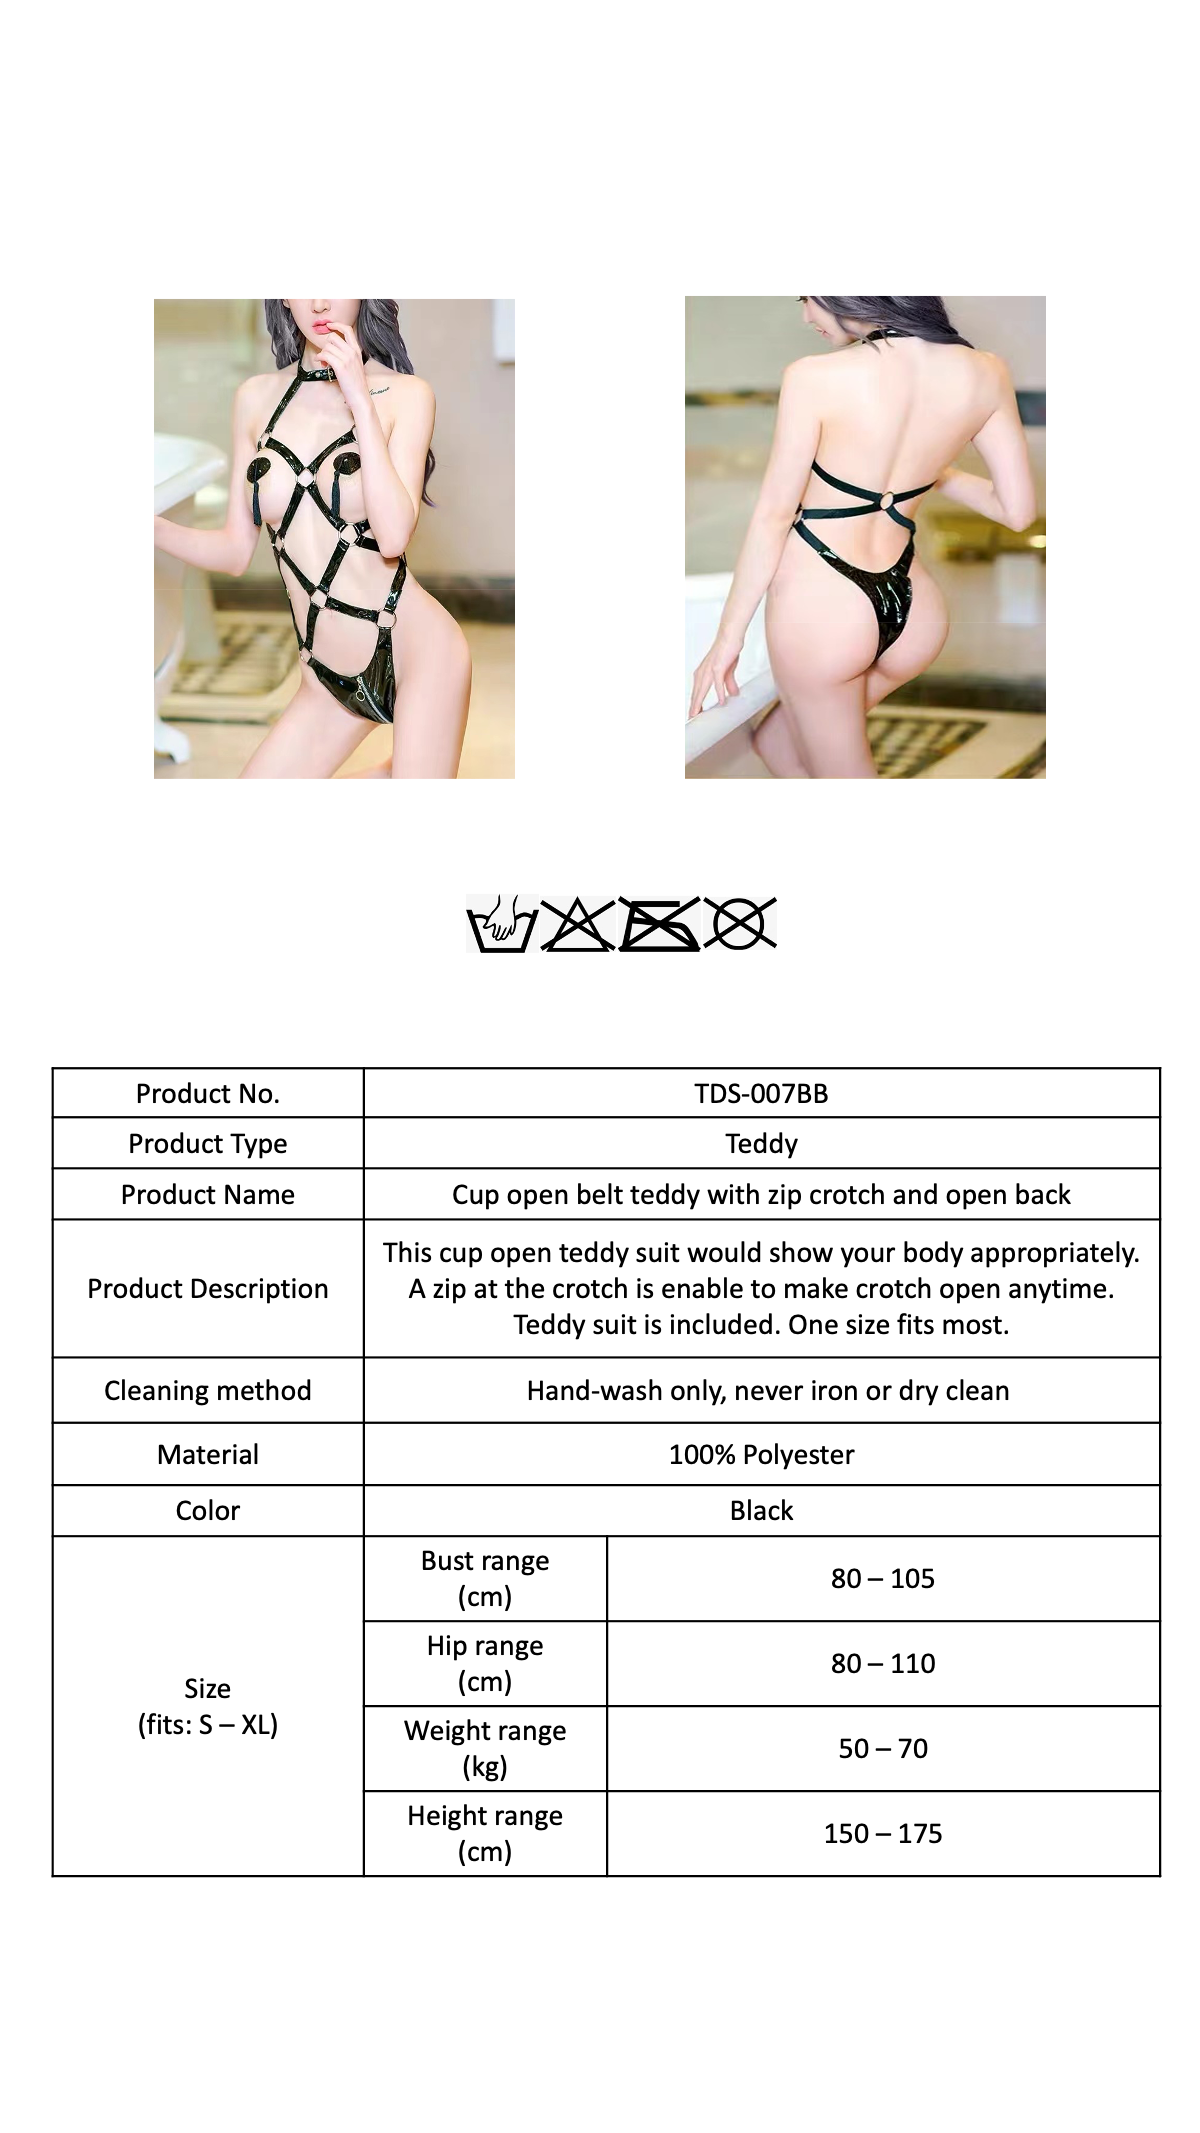 Product No.
TDS-007BB
Product Type
Teddy
Product Name
Cup open belt teddy with zip crotch and open back
Product Description
This cup open teddy suit would show your body appropriately.
A zip at the crotch is enable to make crotch open anytime.
Teddy suit is included. One size fits most.
Cleaning method
Hand-wash only, never iron or dry clean
Material
100% Polyester
Color
Black
Size
(fits: S – XL)
Bust range
(cm)
80 – 105
Hip range
(cm)
80 – 110
Weight range
(kg)
50 – 70
Height range
(cm)
150 – 175